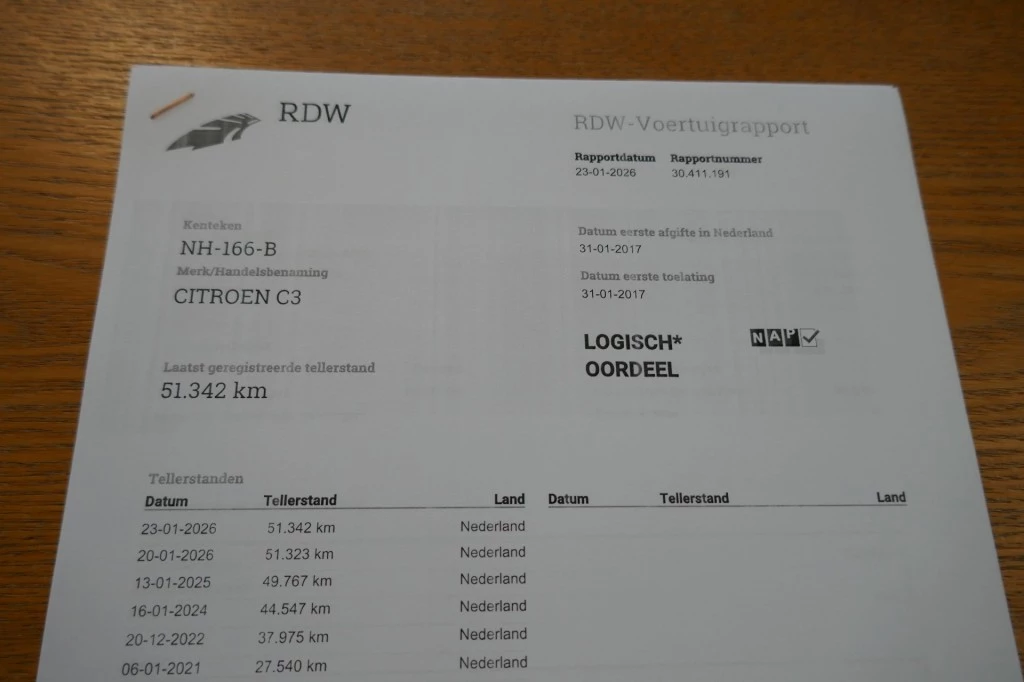 RDW
RDW-Voertuigrapport
Rapportdatum Rapportnummer
23-01-2026 30.411.191
Kenteken
NH-166-B
Merk/Handelsbenaming
CITROEN C3
Datum eerste afgifte in Nederland
31-01-2017
Datum eerste toelating
31-01-2017
LOGISCH*
OORDEEL
NAP
Laatst geregistreerde tellerstand
51.342 km
Tellerstanden
Datum Tellerstand Land Datum Tellerstand Land
23-01-2026 51.342 km Nederland
20-01-2026 51.323 km Nederland
13-01-2025 49.767 km Nederland
16-01-2024 44.547 km Nederland
20-12-2022 37.975 km Nederland
06-01-2021 27.540 km Nederland